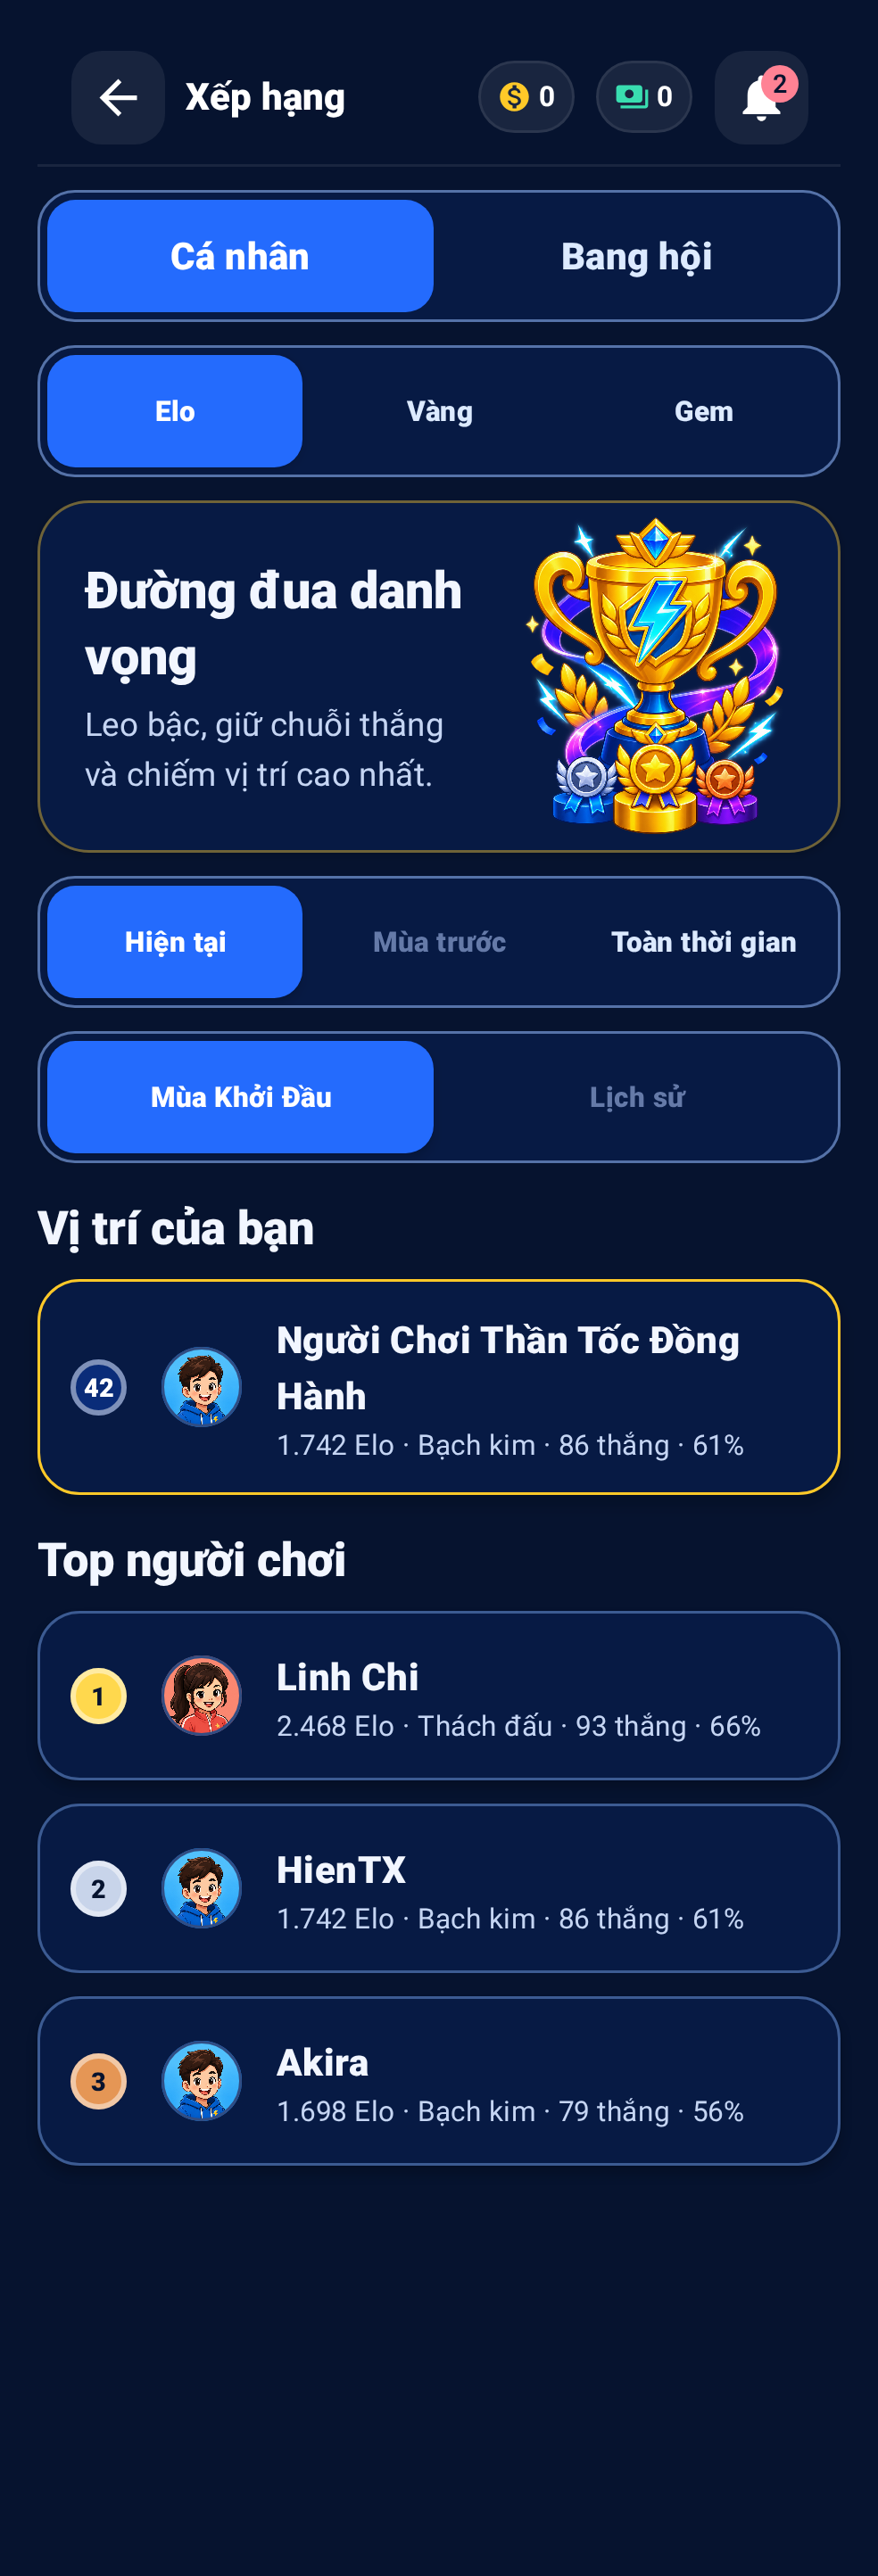 Xếp hạng
0
0
2
Cá nhân
Bang hội
Elo
Vàng
Gem
Đường đua danh
vọng
Leo bậc, giữ chuỗi thắng
và chiếm vị trí cao nhất.
Hiện tại
Mùa trước
Toàn thời gian
Mùa Khởi Đầu
Lịch sử
Vị trí của bạn
42
Người Chơi Thần Tốc Đồng
Hành
1.742 Elo · Bạch kim · 86 thắng · 61%
Top người chơi
1
Linh Chi
2.468 Elo · Thách đấu · 93 thắng · 66%
2
HienTX
1.742 Elo · Bạch kim · 86 thắng · 61%
3
Akira
1.698 Elo · Bạch kim · 79 thắng · 56%